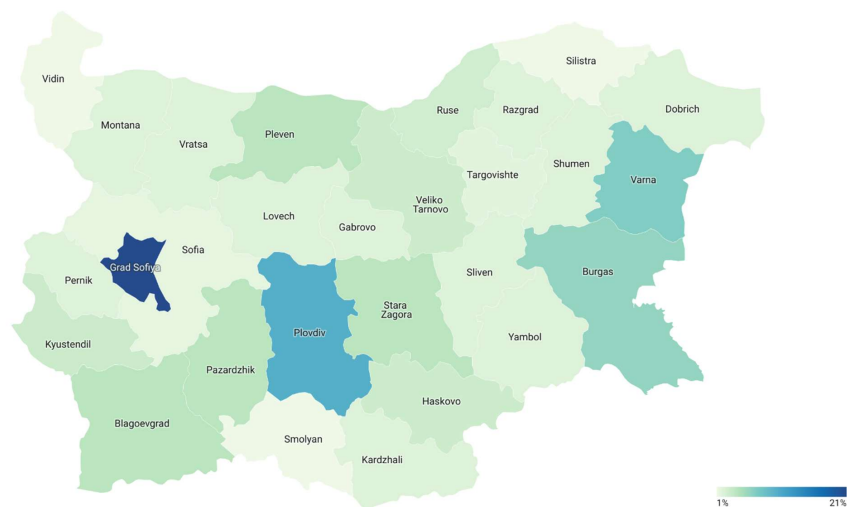 Silistra
Vidin
Dobrich
Ruse
Razgrad
Montana
Pleven
Vratsa
Shumen
Targovishte
Varna
Veliko
Tarnovo
Lovech
Gabrovo
Sofia
Grad Sofiya
Sliven
Burgas
Pernik
Stara
Zagora
Plovdiv
Yambol
Kyustendil
Pazardzhik
Haskovo
Blagoevgrad
Smolyan
Kardzhali
1%
21%